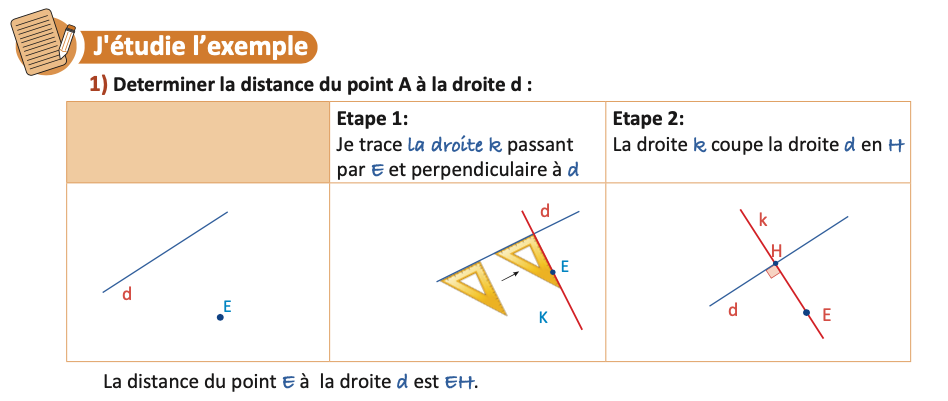 J'étudie l'exemple
1) Determiner la distance du point A à la droite d :
Etape 1:
Je trace la droite k passant
par E et perpendiculaire à d
Etape 2:
La droite k coupe la droite d en H
d
E
d
E
K
k
H
d
E
La distance du point E à la droite d est EH.